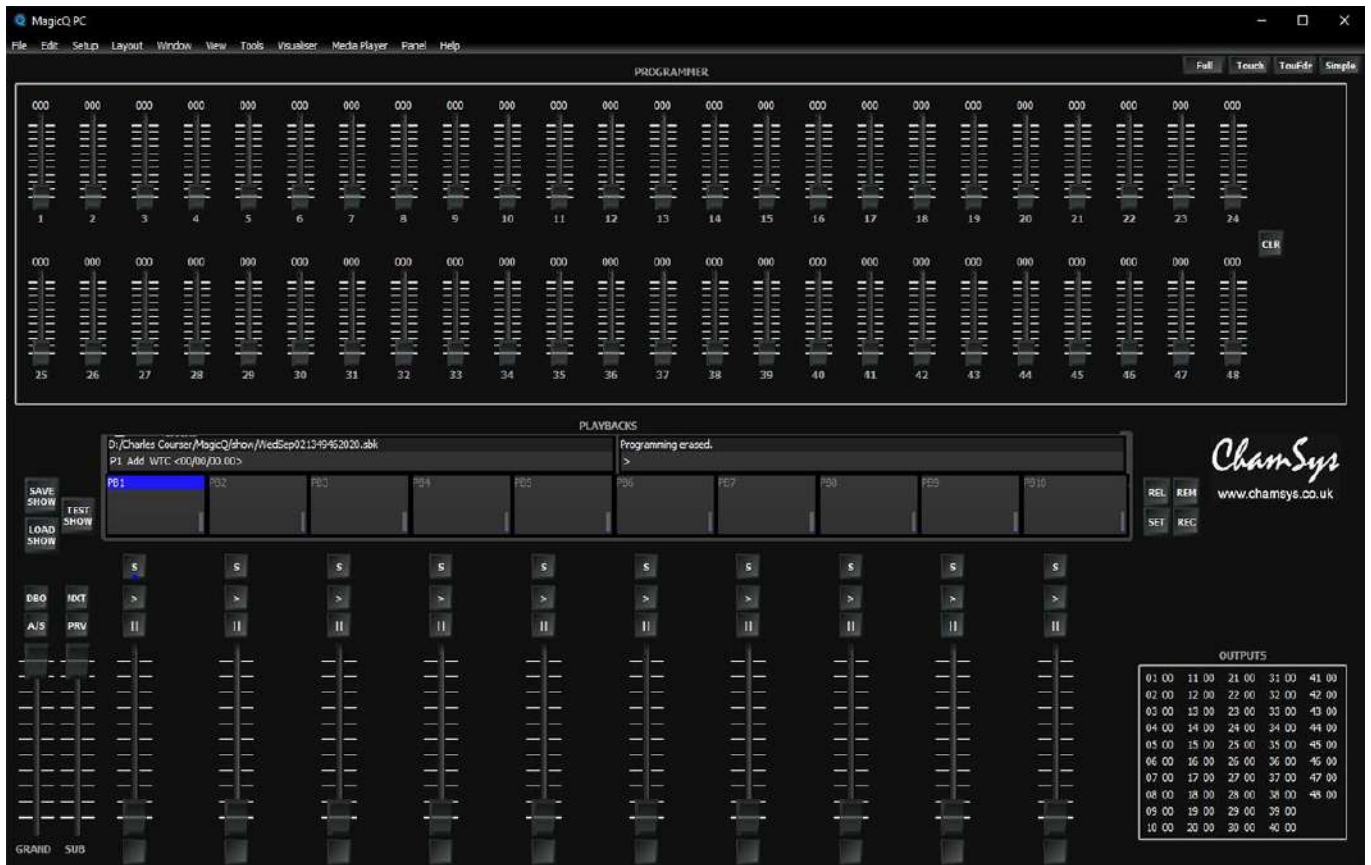 MagicQ PC
File Edit Setup Layout Window View Tools Visualiser Media Player Panel Help
PROGRAMMER
Full Touch TouFdr Simple
000 000 000 000 000 000 000 000 000 000 000 000 000 000 000 000 000 000 000 000 000 000 000 000
1 2 3 4 5 6 7 8 9 10 11 12 13 14 15 16 17 18 19 20 21 22 23 24
CLR
000 000 000 000 000 000 000 000 000 000 000 000 000 000 000 000 000 000 000 000 000 000 000 000
25 26 27 28 29 30 31 32 33 34 35 36 37 38 39 40 41 42 43 44 45 46 47 48
PLAYBACKS
D:/Charles Courser/MagicQ/show/WedSep021349462020.sbk
Programming erased.
P1 Add WTC <00/00/00.00>
>
PB1 PB2 PB3 PB4 PB5 PB6 PB7 PB8 PB9 PB10
SAVE SHOW
TEST SHOW
LOAD SHOW
REL REM
SET REC
ChamSys
www.chamsys.co.uk
S S S S S S S S S S
DBO NXT > > > > > > > > > >
A/S PRV II II II II II II II II II II
OUTPUTS
01 00 11 00 21 00 31 00 41 00
02 00 12 00 22 00 32 00 42 00
03 00 13 00 23 00 33 00 43 00
04 00 14 00 24 00 34 00 44 00
05 00 15 00 25 00 35 00 45 00
06 00 16 00 26 00 36 00 46 00
07 00 17 00 27 00 37 00 47 00
08 00 18 00 28 00 38 00 48 00
09 00 19 00 29 00 39 00
10 00 20 00 30 00 40 00
GRAND SUB